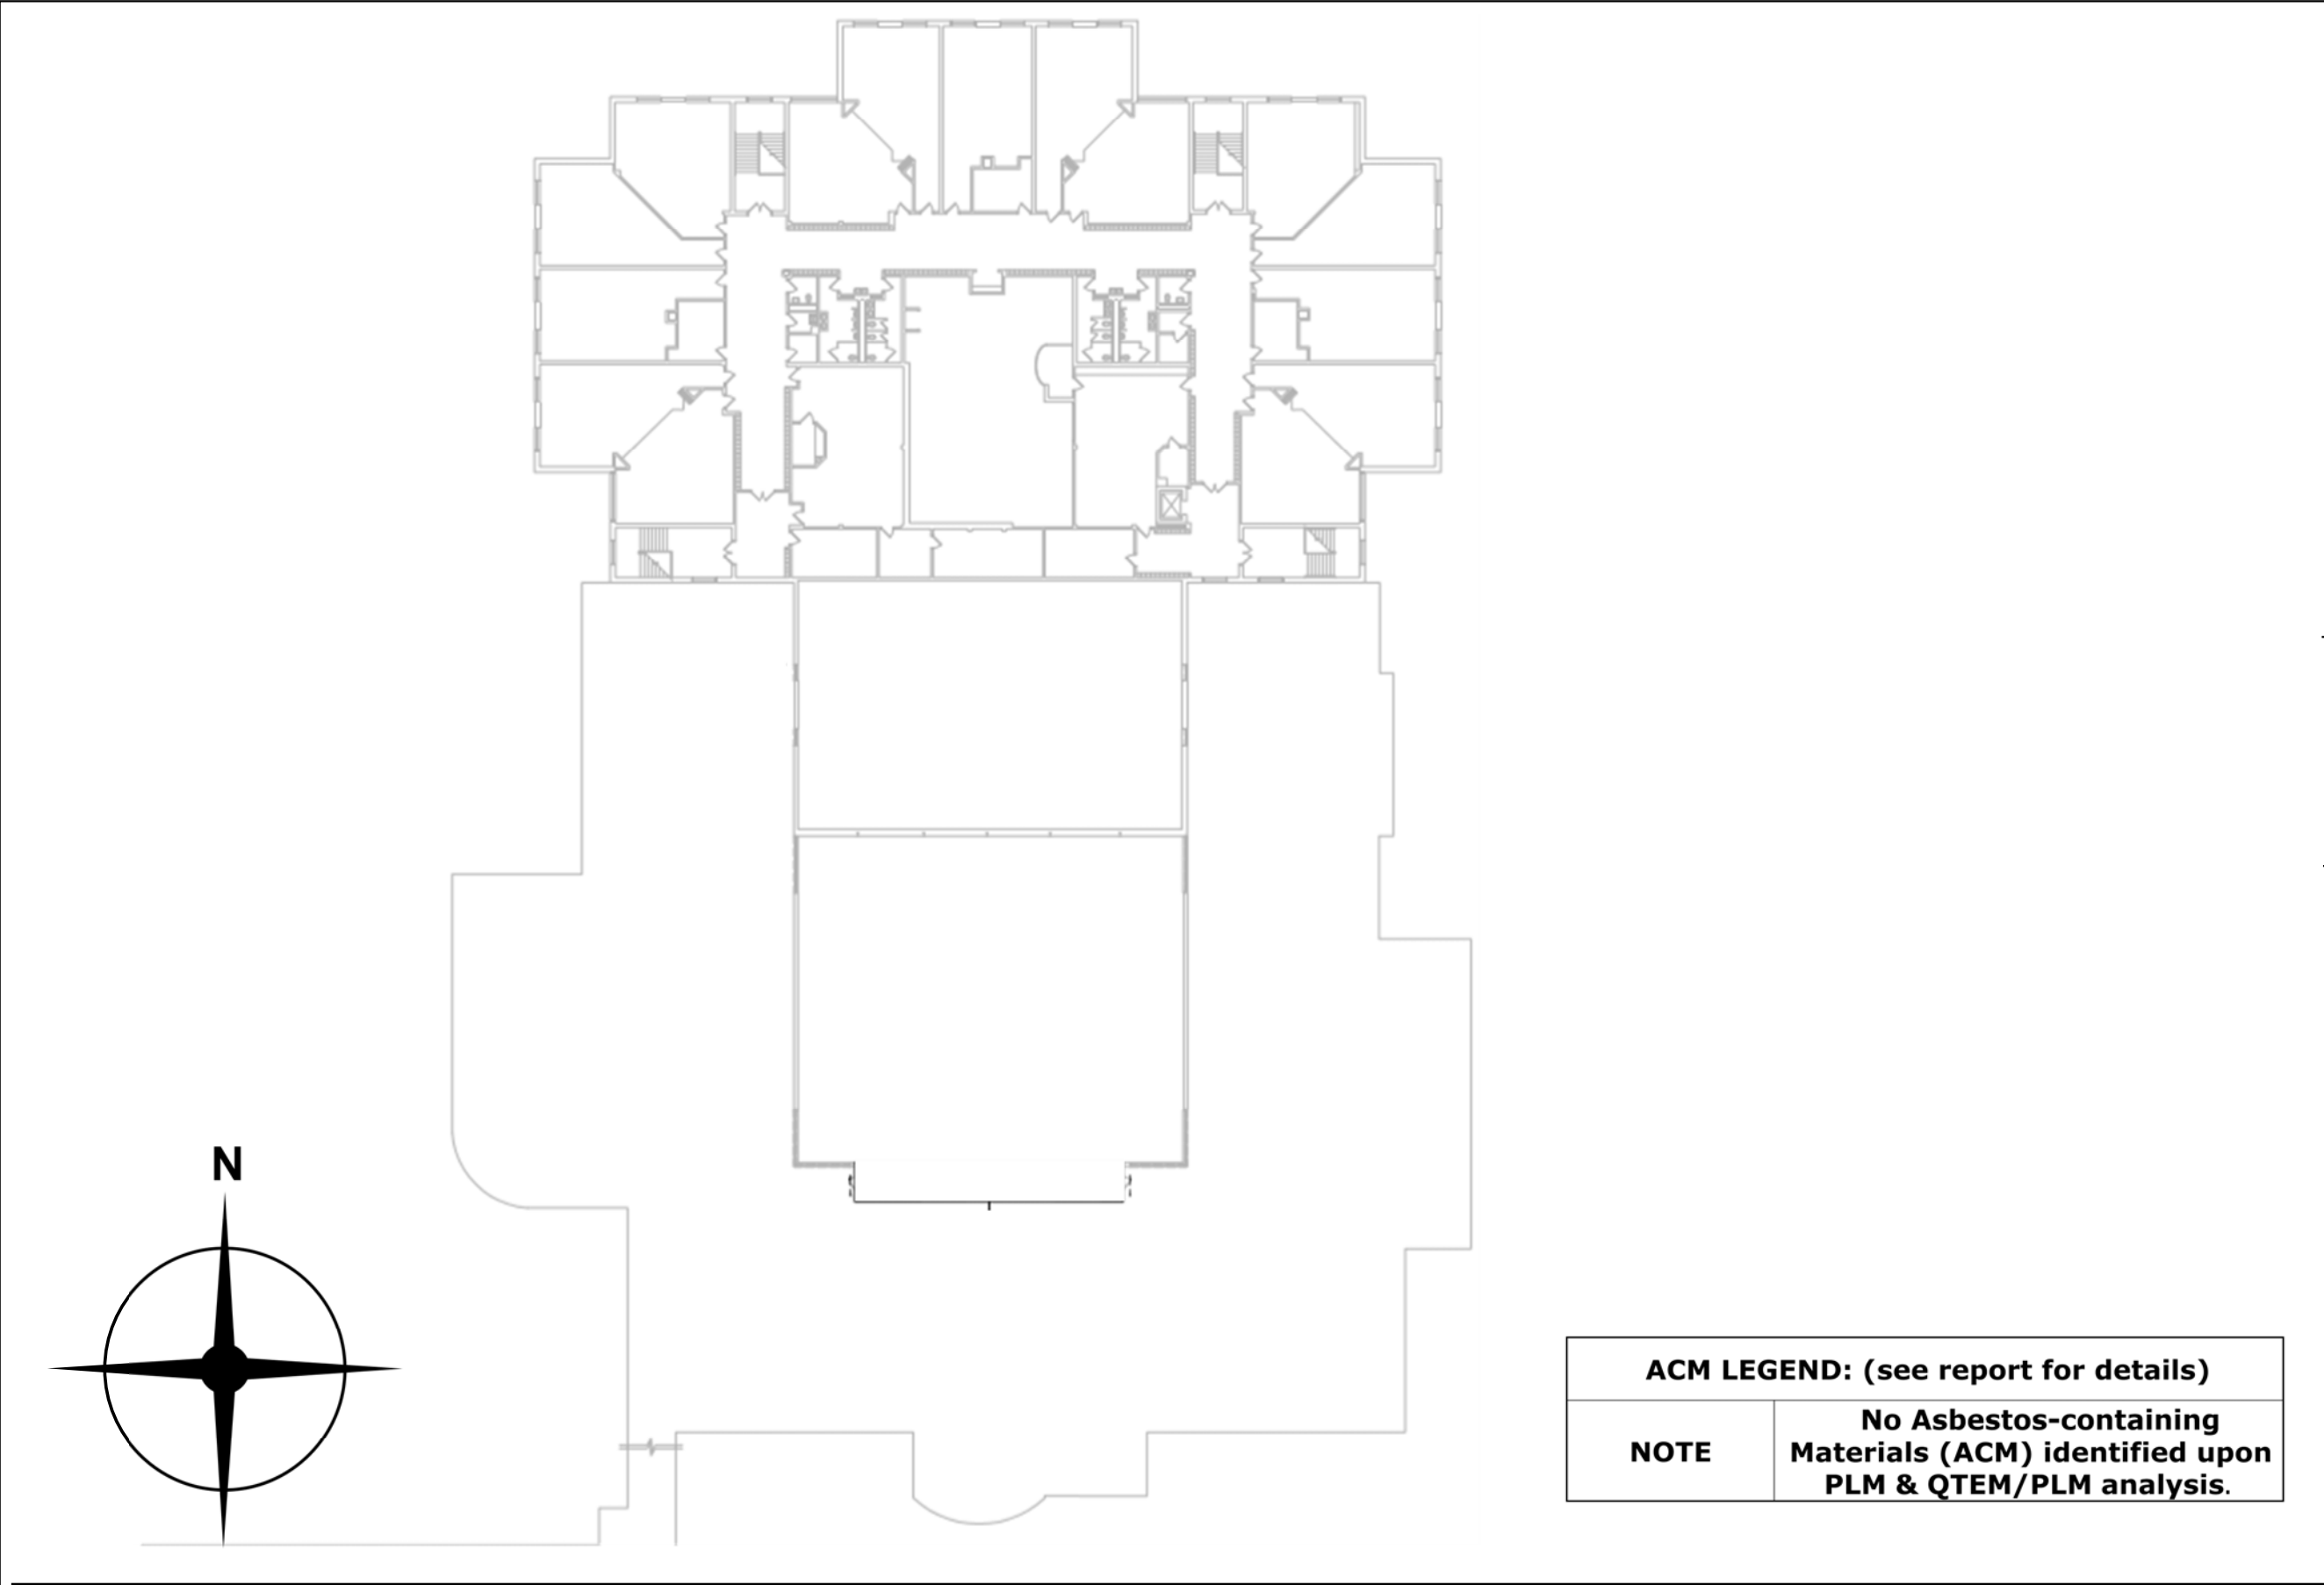 N
ACM LEGEND: (see report for details)
NOTE
No Asbestos-containing
Materials (ACM) identified upon
PLM & QTEM/PLM analysis.